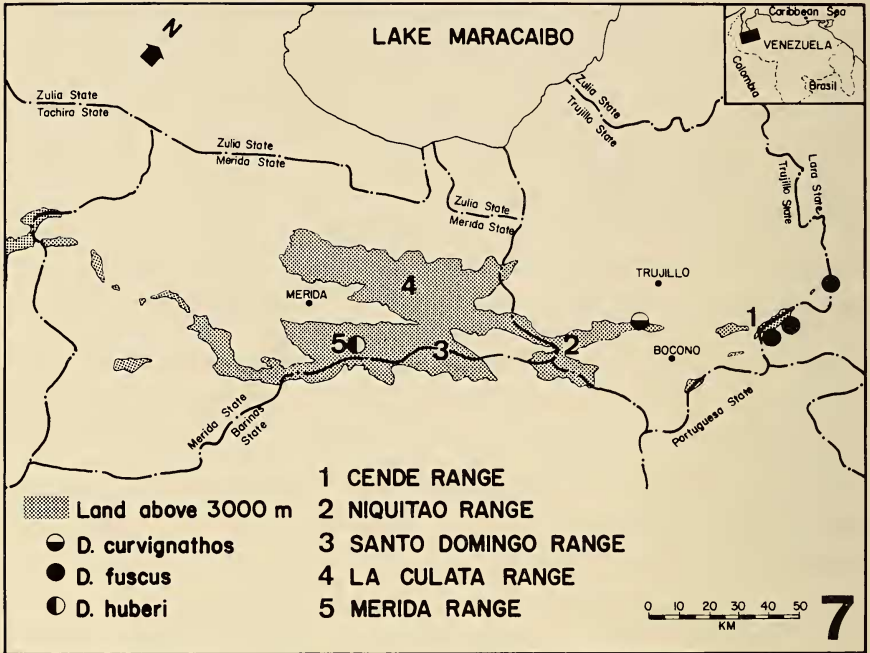 N
LAKE MARACAIBO
Caribbean Sea
VENEZUELA
Colombia
Brasil
Zulia State
Tachira State
Zulia State
Merida State
Zulia State
Trujillo State
Zulia State
Merida State
Lara State
Trujillo State
TRUJILLO
MERIDA
BOCONO
4
1
5
3
2
Merida State
Barinas State
Portuguesa State
Land above 3000 m
D. curvignathos
D. fuscus
D. huberi
1 CENDE RANGE
2 NIQUITAO RANGE
3 SANTO DOMINGO RANGE
4 LA CULATA RANGE
5 MERIDA RANGE
0 10 20 30 40 50
KM
7